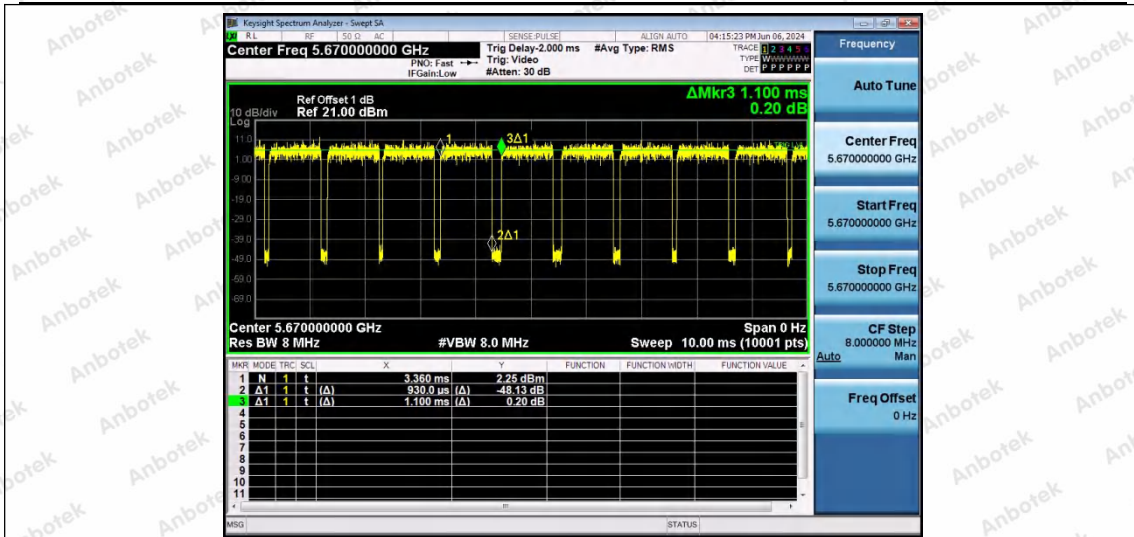 Keysight Spectrum Analyzer - Swept SA
RL RF 50 Ω AC SENSE:PULSE ALIGN AUTO 04:15:23 PM Jun 06, 2024
Center Freq 5.670000000 GHz
PNO: Fast
IFGain:Low
Trig Delay-2.000 ms
Trig: Video
#Atten: 30 dB
#Avg Type: RMS
TRACE 1 2 3 4 5 6
TYPE WWWWWW
DET P P P P P P
ΔMkr3 1.100 ms
0.20 dB
Ref Offset 1 dB
10 dB/div Ref 21.00 dBm
Log
11.0
1.00
-9.00
-19.0
-29.0
-39.0
-49.0
-59.0
-69.0
1
3Δ1
2Δ1
Center 5.670000000 GHz Span 0 Hz
Res BW 8 MHz #VBW 8.0 MHz Sweep 10.00 ms (10001 pts)
MKR MODE TRC SCL X Y FUNCTION FUNCTION WIDTH FUNCTION VALUE
1 N 1 t 3.360 ms 2.25 dBm
2 Δ1 1 t (Δ) 930.0 µs (Δ) -48.13 dB
3 Δ1 1 t (Δ) 1.100 ms (Δ) 0.20 dB
4
5
6
7
8
9
10
11
MSG STATUS
Frequency
Auto Tune
Center Freq
5.670000000 GHz
Start Freq
5.670000000 GHz
Stop Freq
5.670000000 GHz
CF Step
8.000000 MHz
Auto Man
Freq Offset
0 Hz
Anbotek